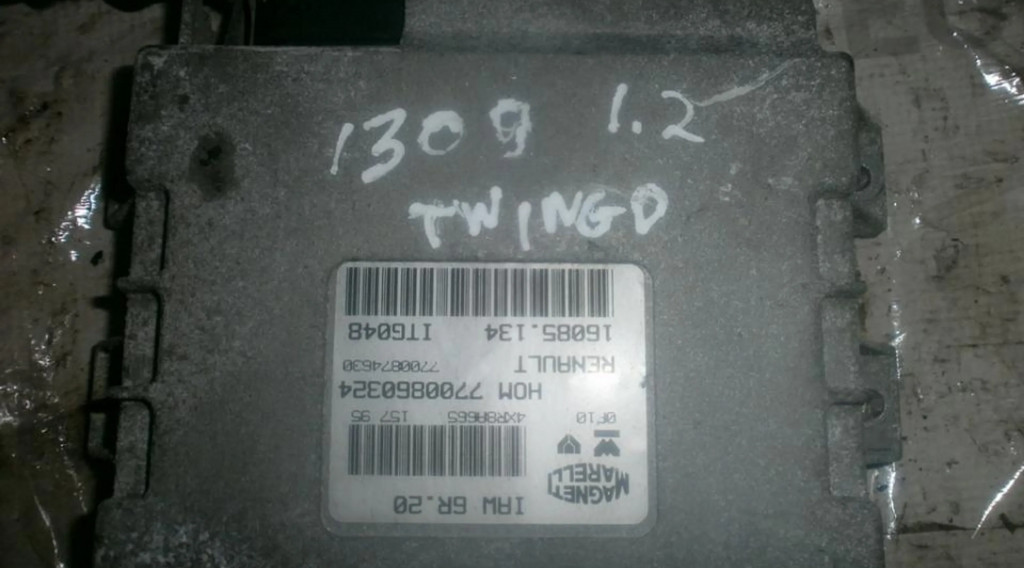 1309 1.2
TWINGO
IAW 6R.20
MAGNETI
MARELLI
0F10 4XR8A665 157 95
HOM 7700860324
RENAULT 7700874630
16085.134 ITG048